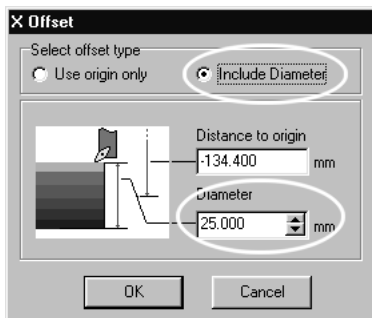 X Offset
Select offset type
Use origin only
Include Diameter
Distance to origin
-134.400 mm
Diameter
25.000 mm
OK
Cancel